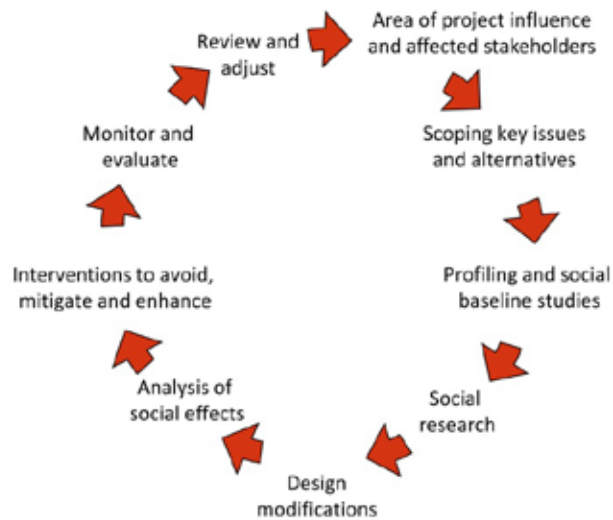 Area of project influence
and affected stakeholders
Scoping key issues
and alternatives
Profiling and social
baseline studies
Social
research
Design
modifications
Analysis of
social effects
Interventions to avoid,
mitigate and enhance
Monitor and
evaluate
Review and
adjust